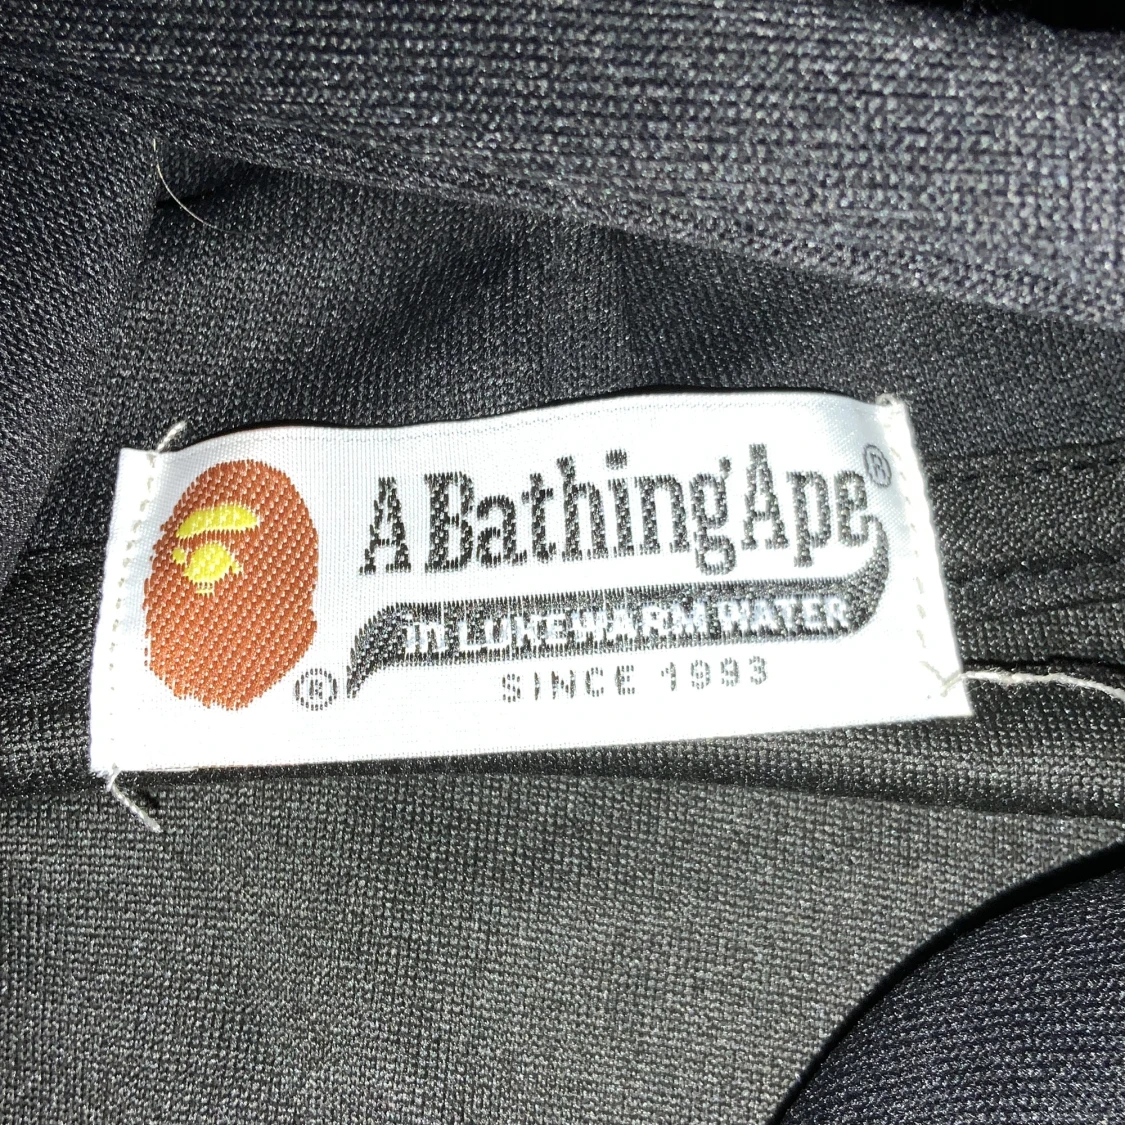 A Bathing Ape®
in LUKEWARM WATER
® SINCE 1993